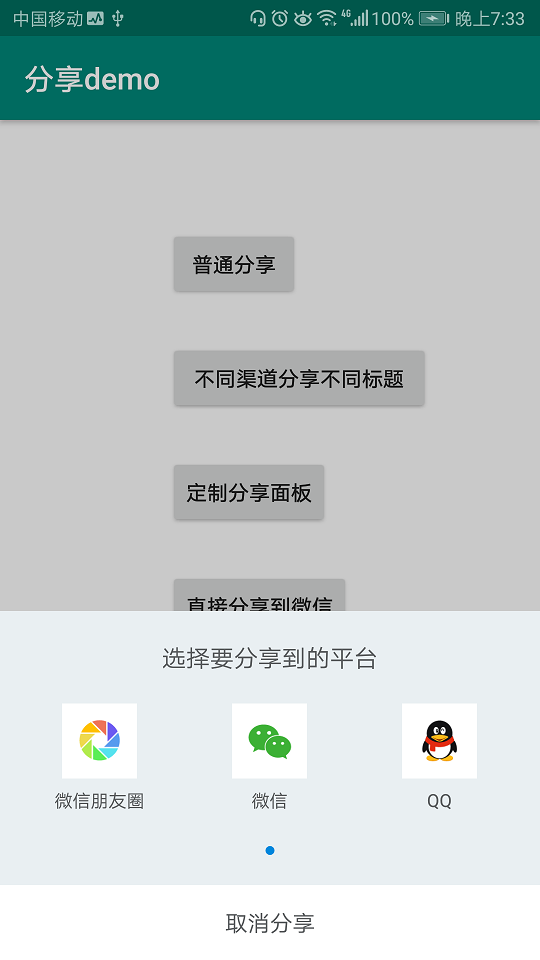 中国移动 4G 100% 晚上7:33
分享demo
普通分享
不同渠道分享不同标题
定制分享面板
直接分享到微信
选择要分享到的平台
微信朋友圈 微信 QQ
取消分享